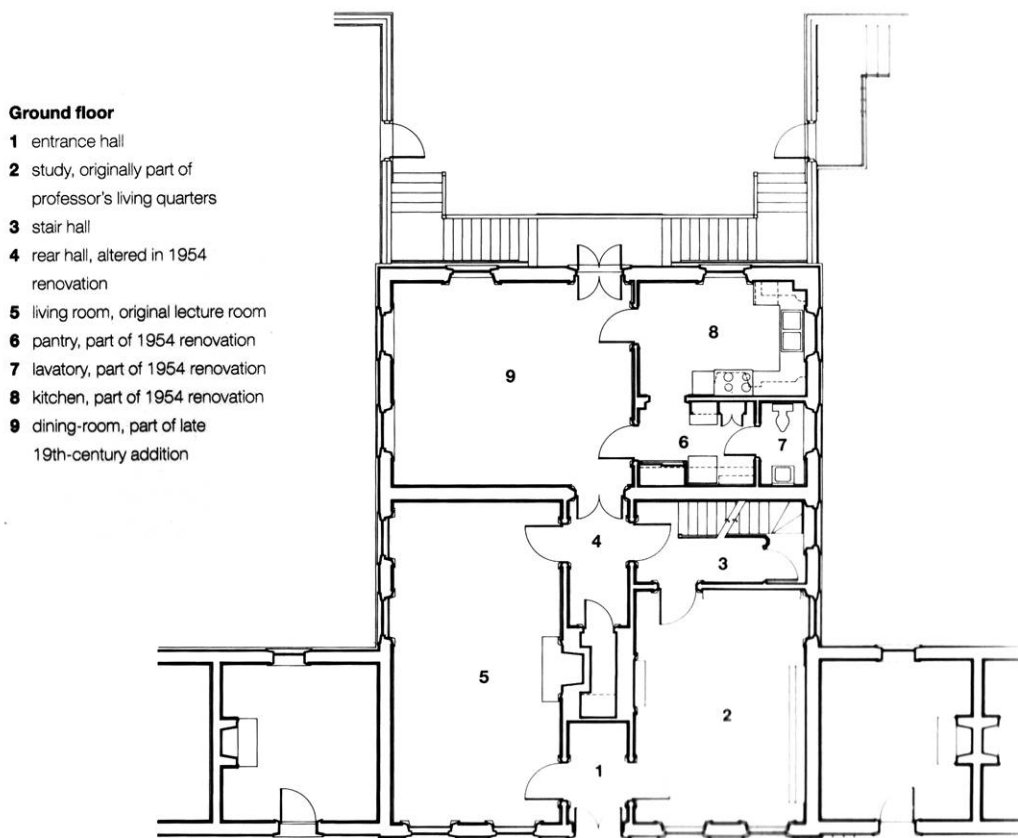 Ground floor
1 entrance hall
2 study, originally part of
professor's living quarters
3 stair hall
4 rear hall, altered in 1954
renovation
5 living room, original lecture room
6 pantry, part of 1954 renovation
7 lavatory, part of 1954 renovation
8 kitchen, part of 1954 renovation
9 dining-room, part of late
19th-century addition
8
9
6
7
4
3
5
2
1